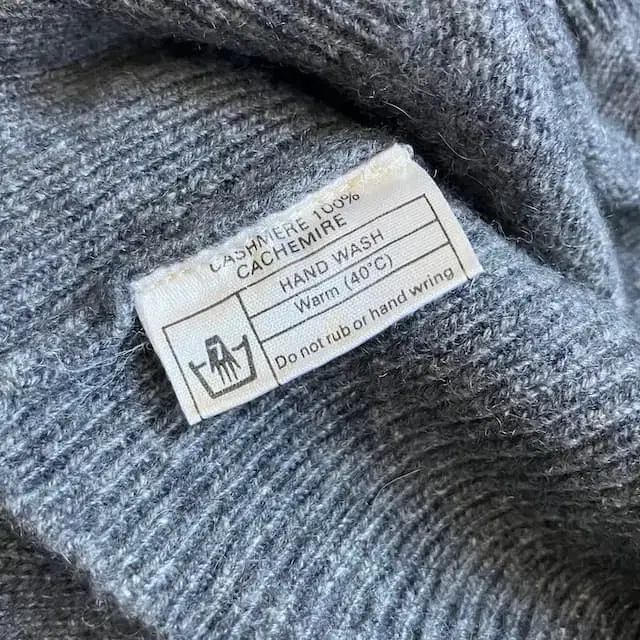 CASHMERE 100%
CACHEMIRE
HAND WASH
Warm (40°C)
Do not rub or hand wring